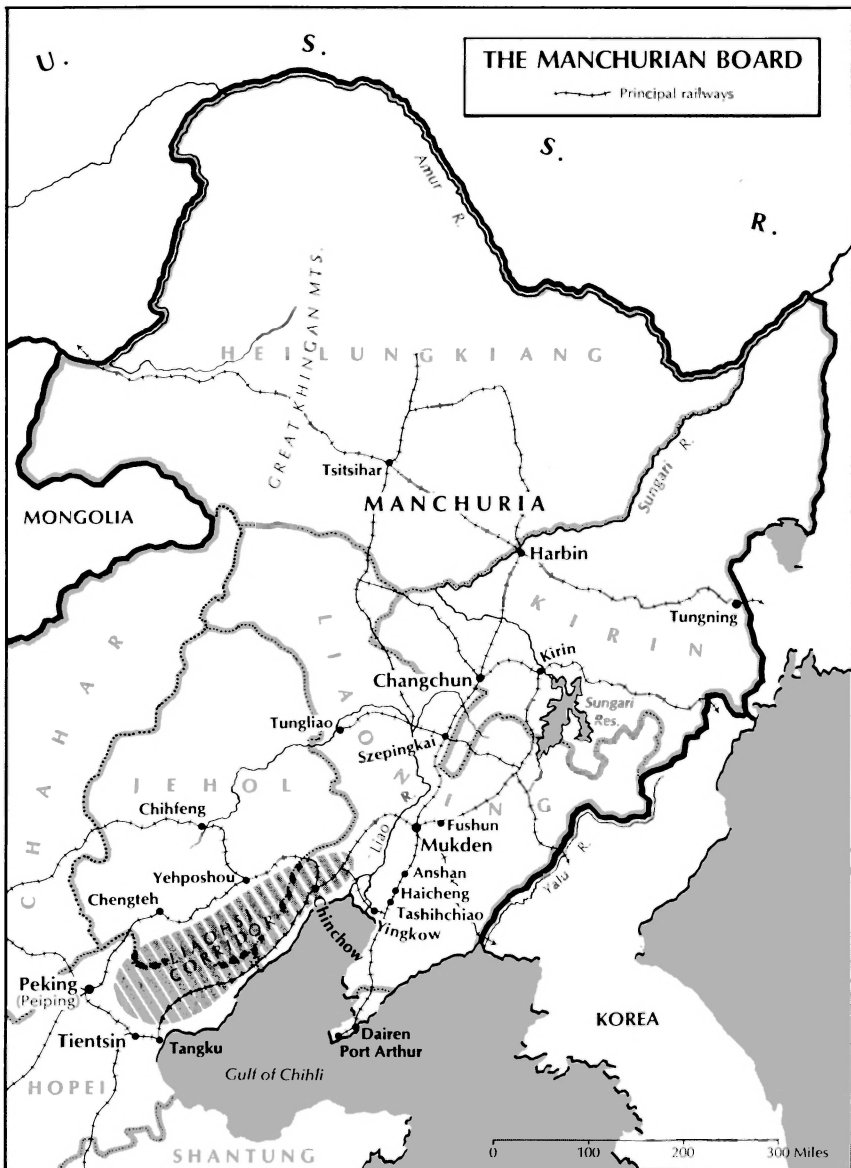 U. S. S. R.
THE MANCHURIAN BOARD
Principal railways
Amur R.
GREAT KHINGAN MTS.
HEILUNGKIANG
Tsitsihar
MANCHURIA
Sungari R.
MONGOLIA
Harbin
KIRIN
Tungning
CHAHAR
LIAONING
Kirin
Changchun
Sungari Res.
Tungliao
Szepingkai
JEHOL
Chihfeng
Liao R.
Fushun
Mukden
Yalu R.
Yehposhou
Anshan
Haicheng
Chengteh
Tashihchiao
Chinchow
Yingkow
LIAOHSI CORRIDOR
Peking
(Peiping)
KOREA
Tientsin
Tangku
Dairen
Port Arthur
HOPEI
Gulf of Chihli
SHANTUNG
0 100 200 300 Miles